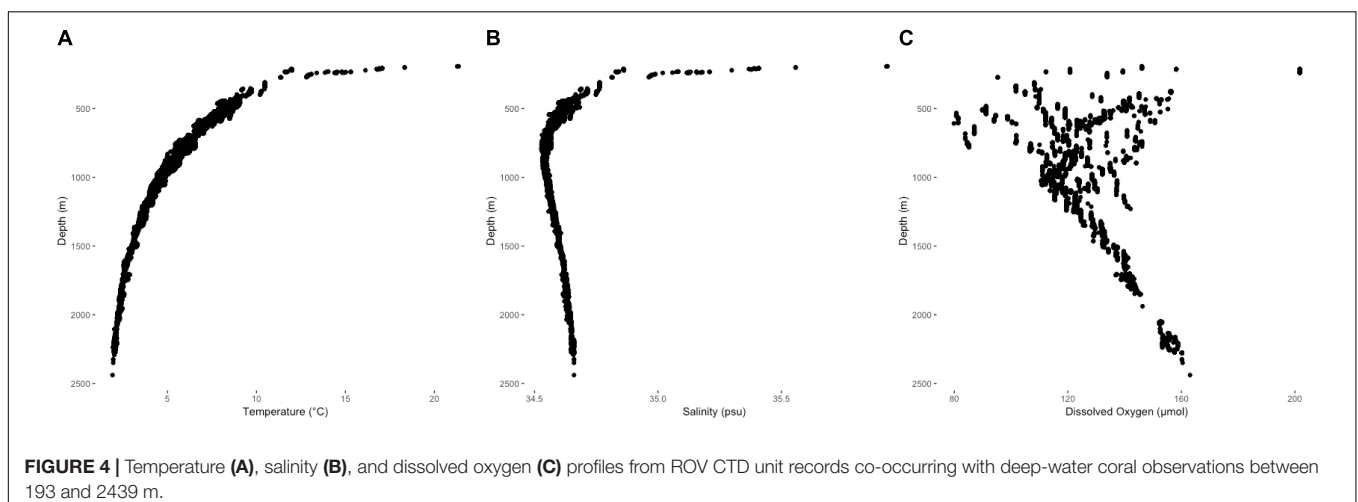 A
B
C
500
1000
1500
2000
2500
Depth (m)
5
10
15
20
Temperature (°C)
500
1000
1500
2000
2500
Depth (m)
34.5
35.0
35.5
Salinity (psu)
500
1000
1500
2000
2500
Depth (m)
80
120
160
200
Dissolved Oxygen (μmol)
FIGURE 4 | Temperature (A), salinity (B), and dissolved oxygen (C) profiles from ROV CTD unit records co-occurring with deep-water coral observations between
193 and 2439 m.